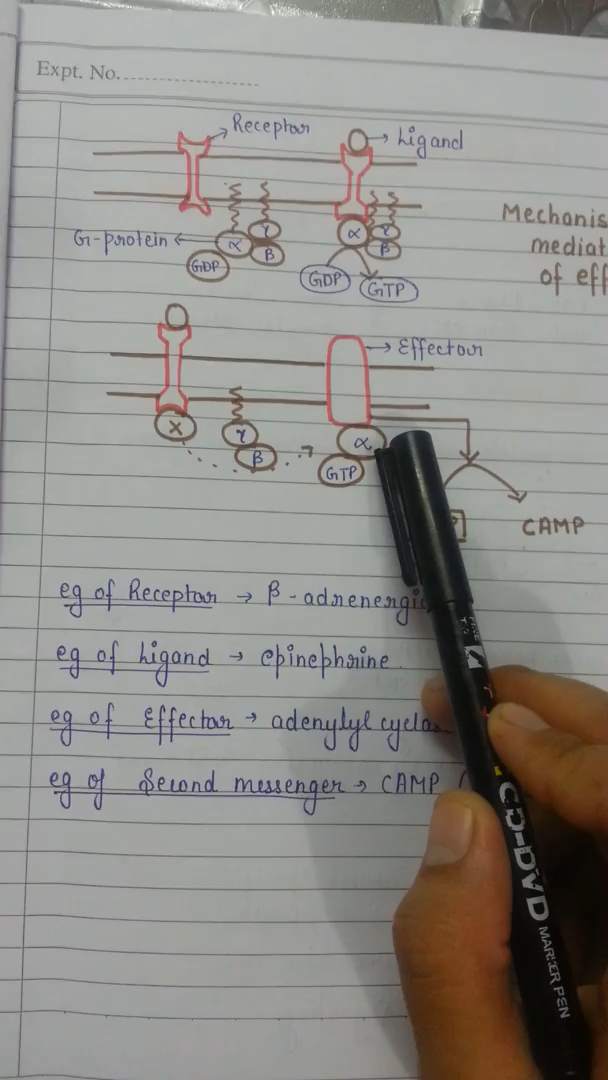 Expt. No.
Receptor
Ligand
G-protein
α
γ
β
GDP
α
γ
β
GDP
GTP
Mechanis
mediat
of eff
Effector
γ
β
α
GTP
CAMP
eg of Receptor → β-adrenergi
eg of Ligand → epinephrine
eg of Effector → adenylyl cyclas
eg of Second messenger → CAMP (
CD-DVD
MARKER PEN